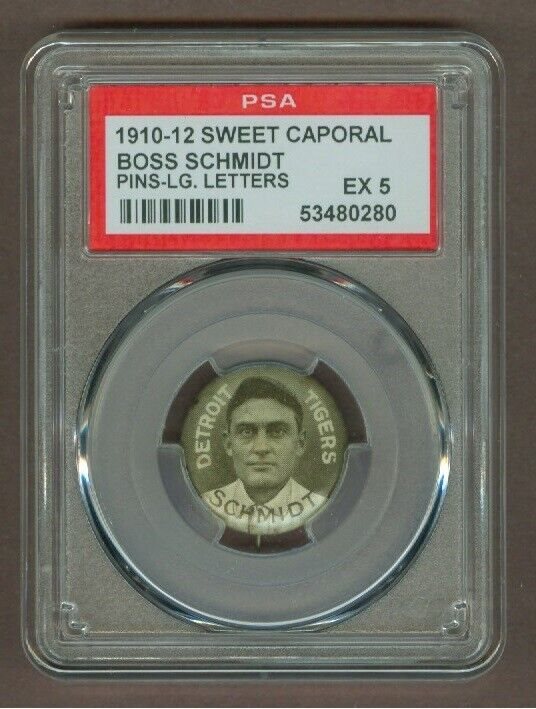 PSA
1910-12 SWEET CAPORAL
BOSS SCHMIDT
PINS-LG. LETTERS EX 5
53480280
DETROIT TIGERS
SCHMIDT